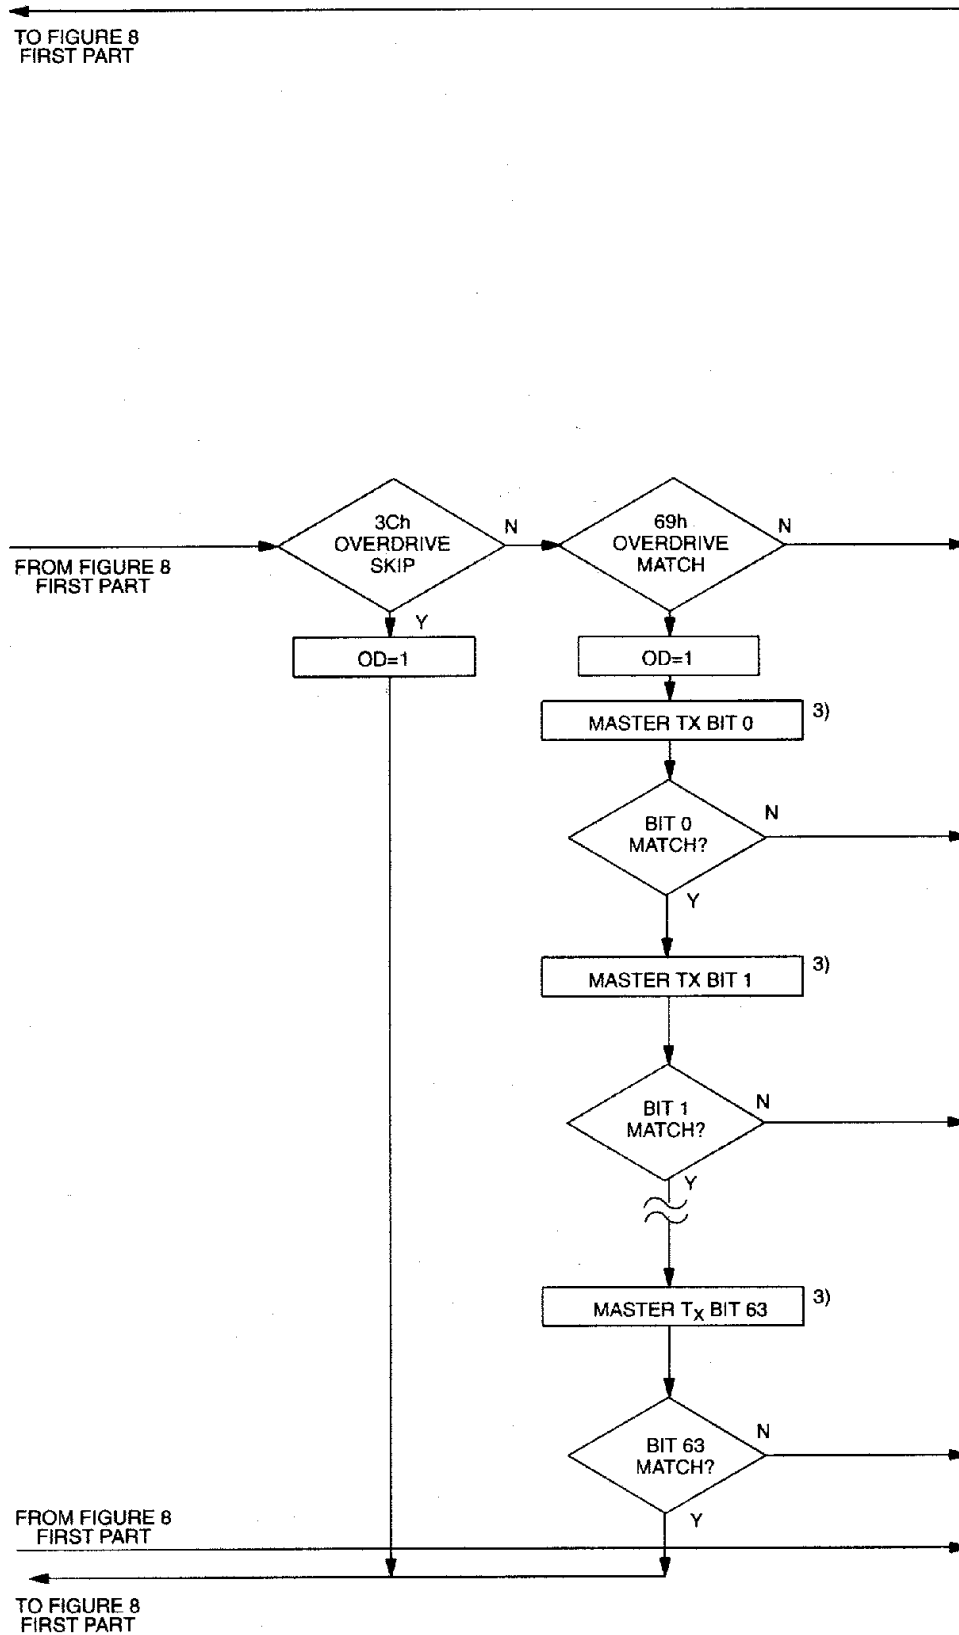 TO FIGURE 8
FIRST PART
3Ch
OVERDRIVE
SKIP
N
69h
OVERDRIVE
MATCH
N
FROM FIGURE 8
FIRST PART
Y
OD=1
OD=1
MASTER TX BIT 0
3)
BIT 0
MATCH?
N
Y
MASTER TX BIT 1
3)
BIT 1
MATCH?
N
Y
MASTER TX BIT 63
3)
BIT 63
MATCH?
N
Y
FROM FIGURE 8
FIRST PART
TO FIGURE 8
FIRST PART